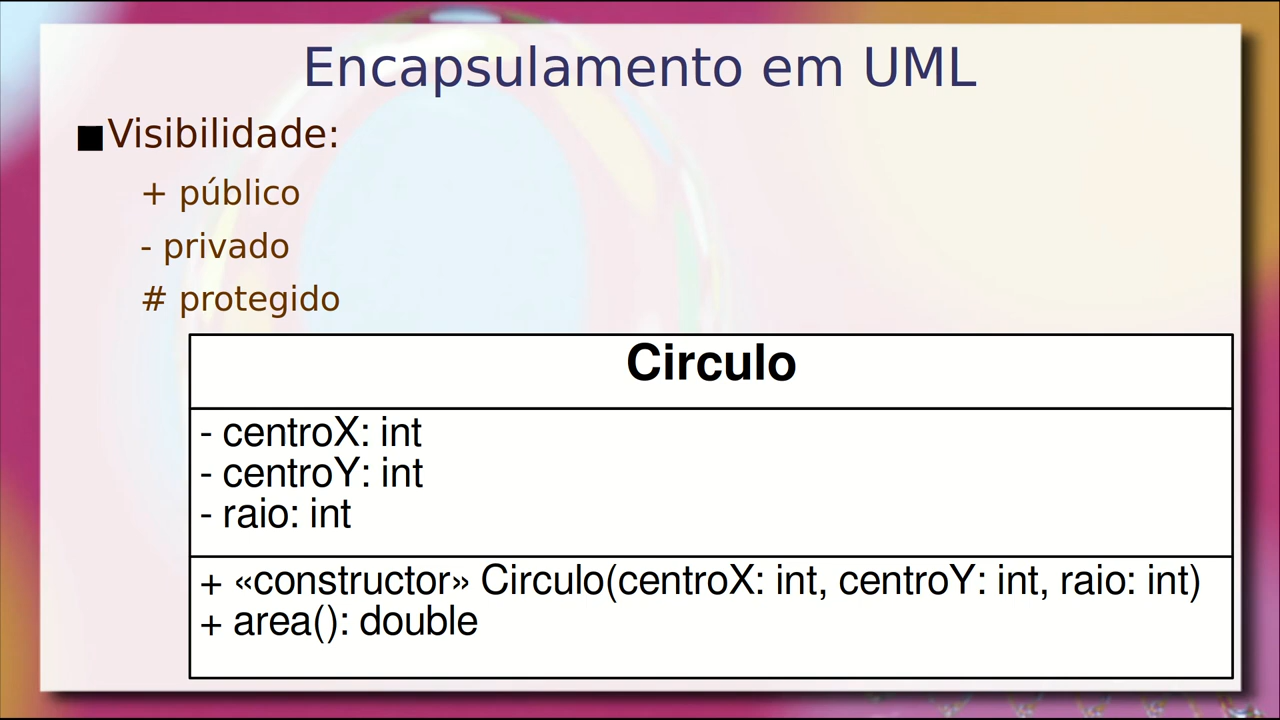 Encapsulamento em UML
Visibilidade:
+ público
- privado
# protegido
Circulo
- centroX: int
- centroY: int
- raio: int
+ «constructor» Circulo(centroX: int, centroY: int, raio: int)
+ area(): double